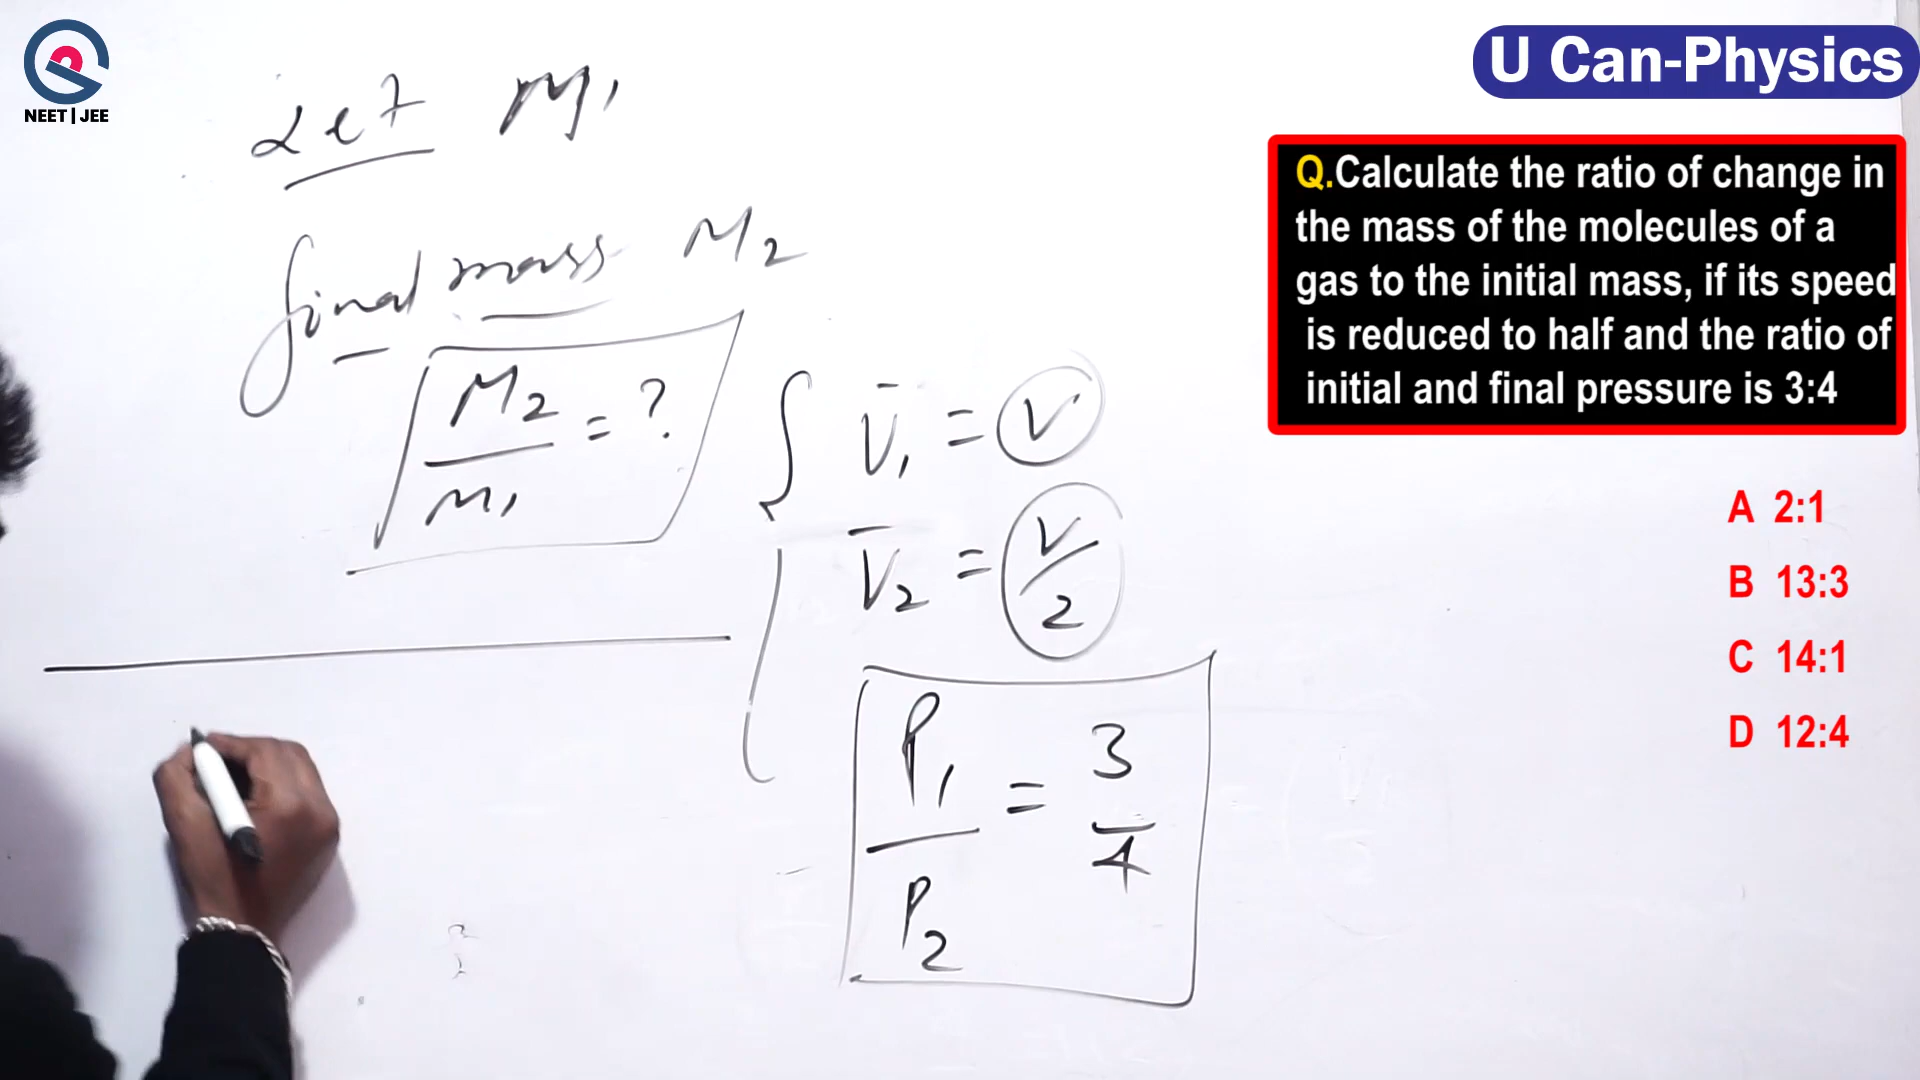 NEET|JEE
U Can-Physics
Let M1
final mass M2
M2
M1
= ?
V̄1 = V
V̄2 = V/2
P1
P2
=
3
4
Q.Calculate the ratio of change in
the mass of the molecules of a
gas to the initial mass, if its speed
is reduced to half and the ratio of
initial and final pressure is 3:4
A 2:1
B 13:3
C 14:1
D 12:4